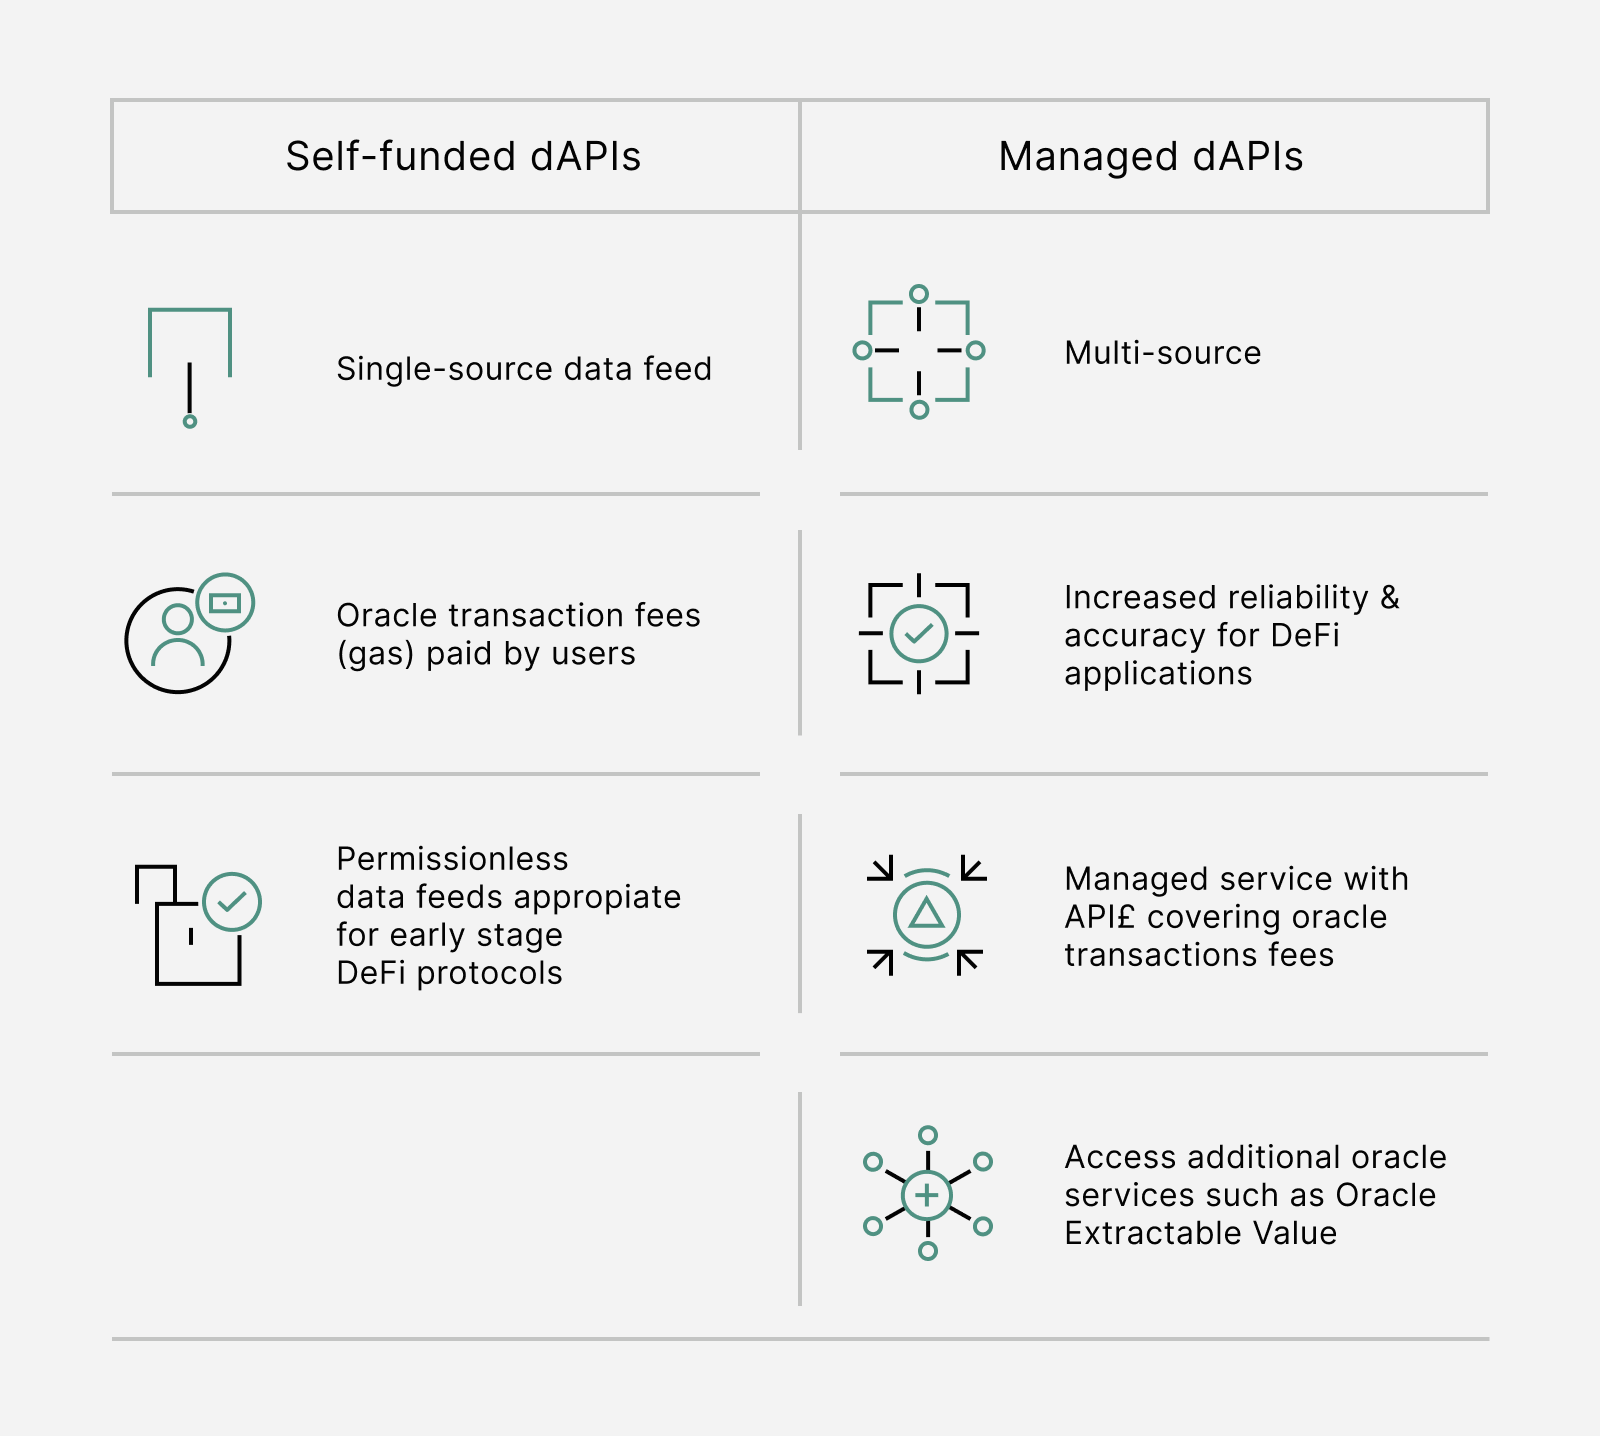 Self-funded dAPIs
Managed dAPIs
Single-source data feed
Multi-source
Oracle transaction fees
(gas) paid by users
Increased reliability &
accuracy for DeFi
applications
Permissionless
data feeds appropiate
for early stage
DeFi protocols
Managed service with
API£ covering oracle
transactions fees
Access additional oracle
services such as Oracle
Extractable Value